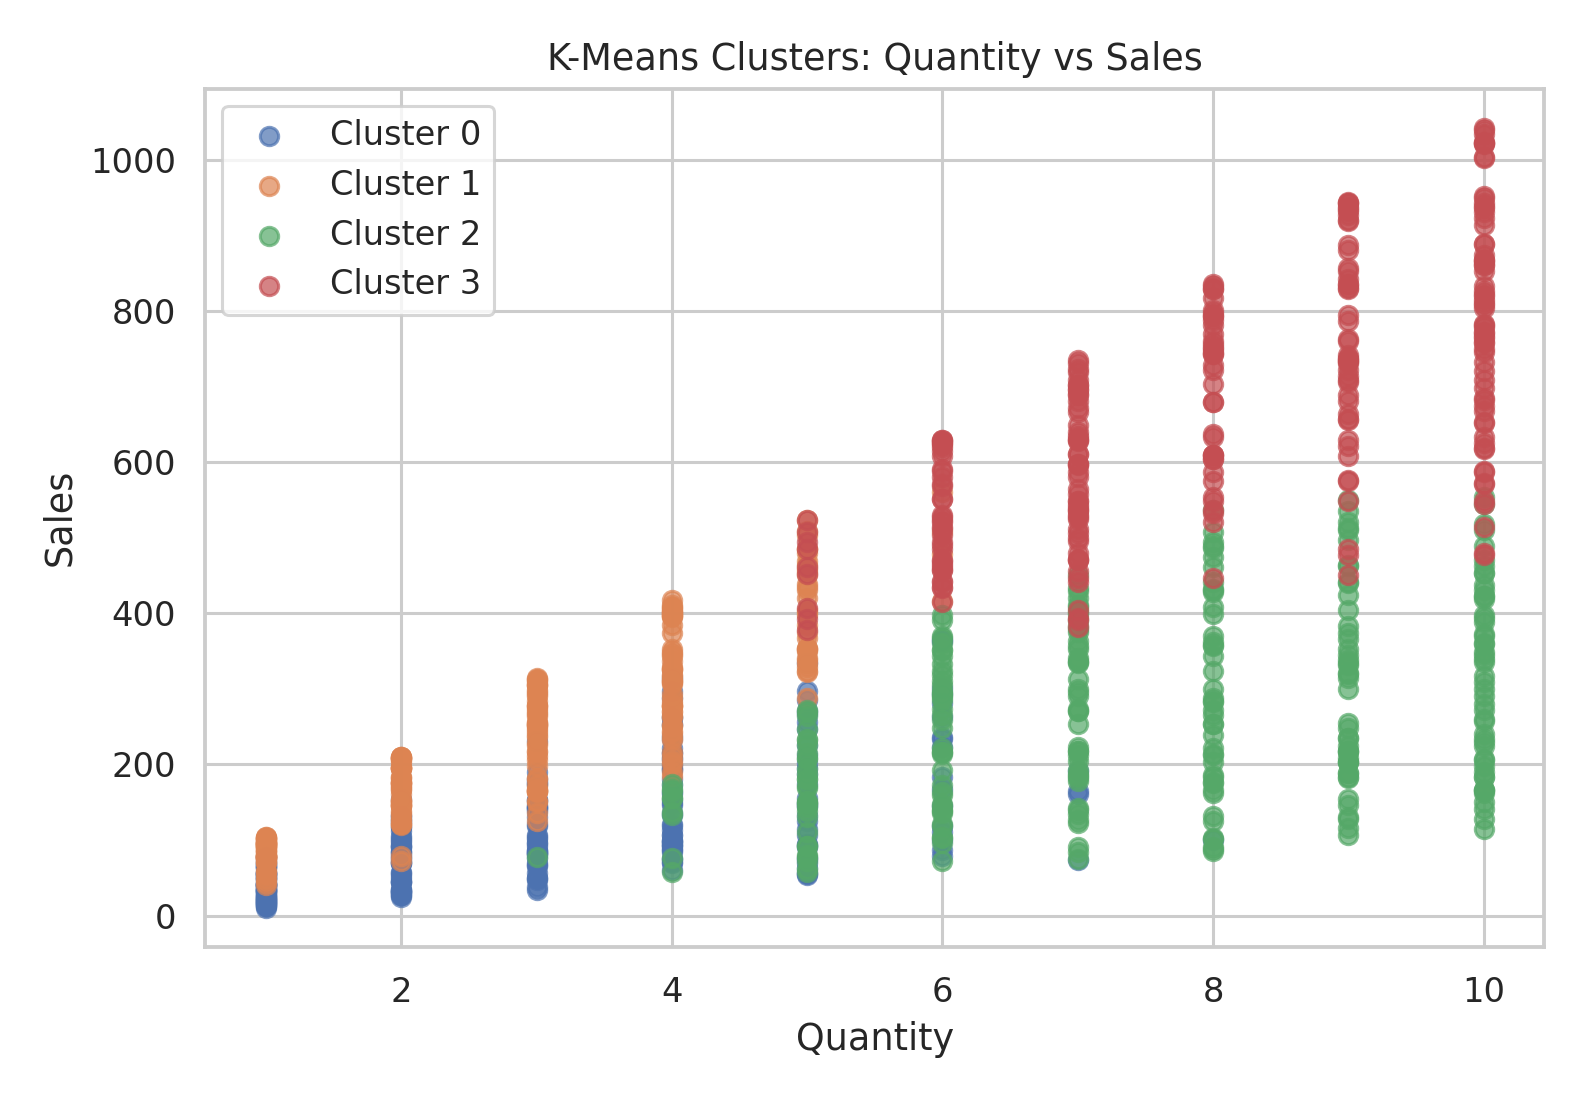 K-Means Clusters: Quantity vs Sales
Cluster 0
Cluster 1
Cluster 2
Cluster 3
1000
800
600
400
200
0
Sales
2 4 6 8 10
Quantity